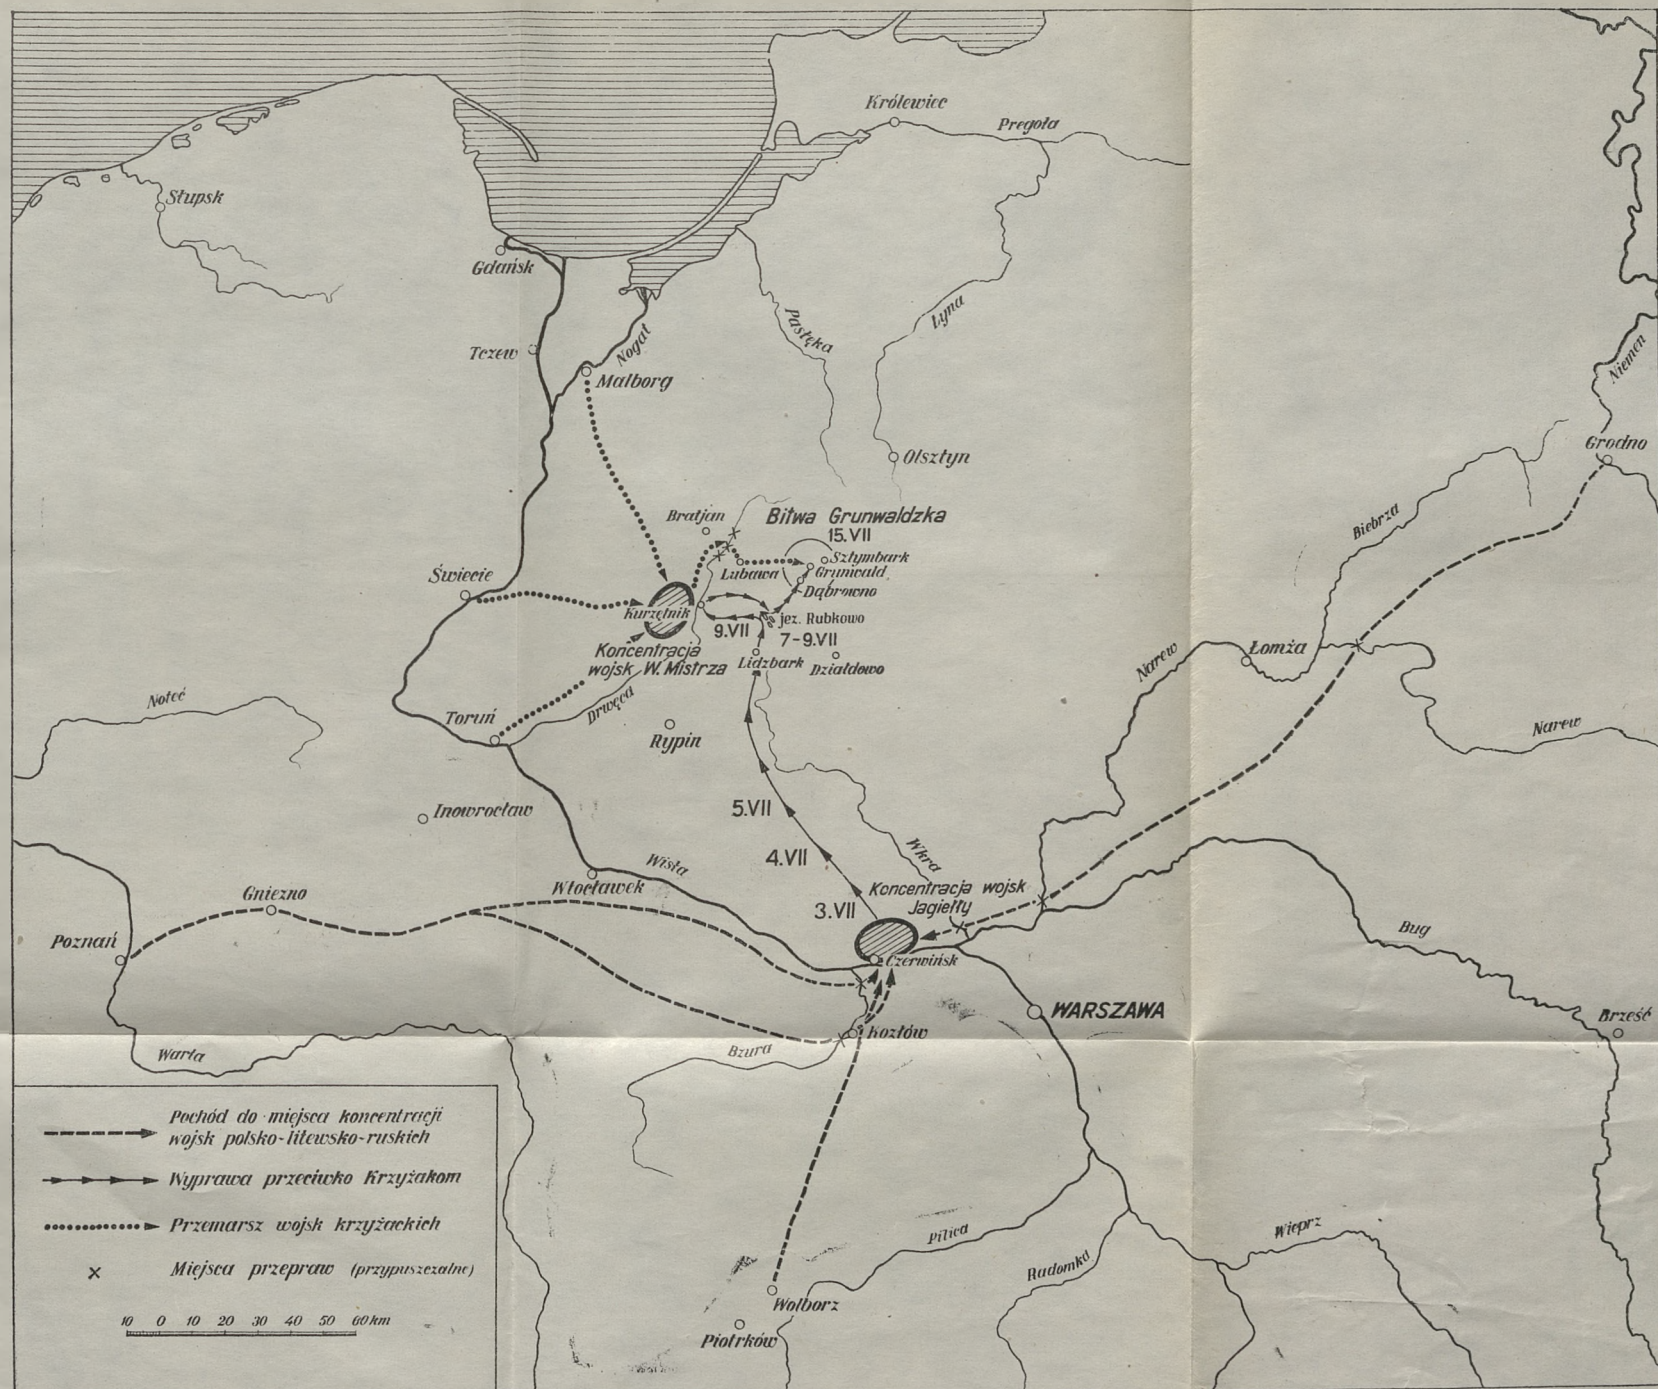 Królewiec
Pregoła
Słupsk
Gdańsk
Pasłęka
Łyna
Niemen
Tczew
Nogat
Malborg
Grodno
Olsztyn
Biebrza
Bratjan
Bitwa Grunwaldzka
15.VII
Sztymbark
Lubawa
Grunwald
Świecie
Dąbrowno
Kurzętnik
jez. Rubkowo
9.VII
7-9.VII
Koncentracja
wojsk W. Mistrza
Lidzbark
Działdowo
Narew
Łomża
Noteć
Drwęca
Toruń
Rypin
Narew
Inowrocław
5.VII
4.VII
Wkra
Wisła
Włocławek
Gniezno
Koncentracja wojsk
Jagiełły
3.VII
Poznań
Bug
Czerwińsk
WARSZAWA
Brześć
Kozłów
Bzura
Warta
Pochód do miejsca koncentracji
wojsk polsko-litewsko-ruskich
Wyprawa przeciwko Krzyżakom
Przemarsz wojsk krzyżackich
Miejsca przepraw (przypuszczalne)
10 0 10 20 30 40 50 60 km
Pilica
Wieprz
Radomka
Wolborz
Piotrków